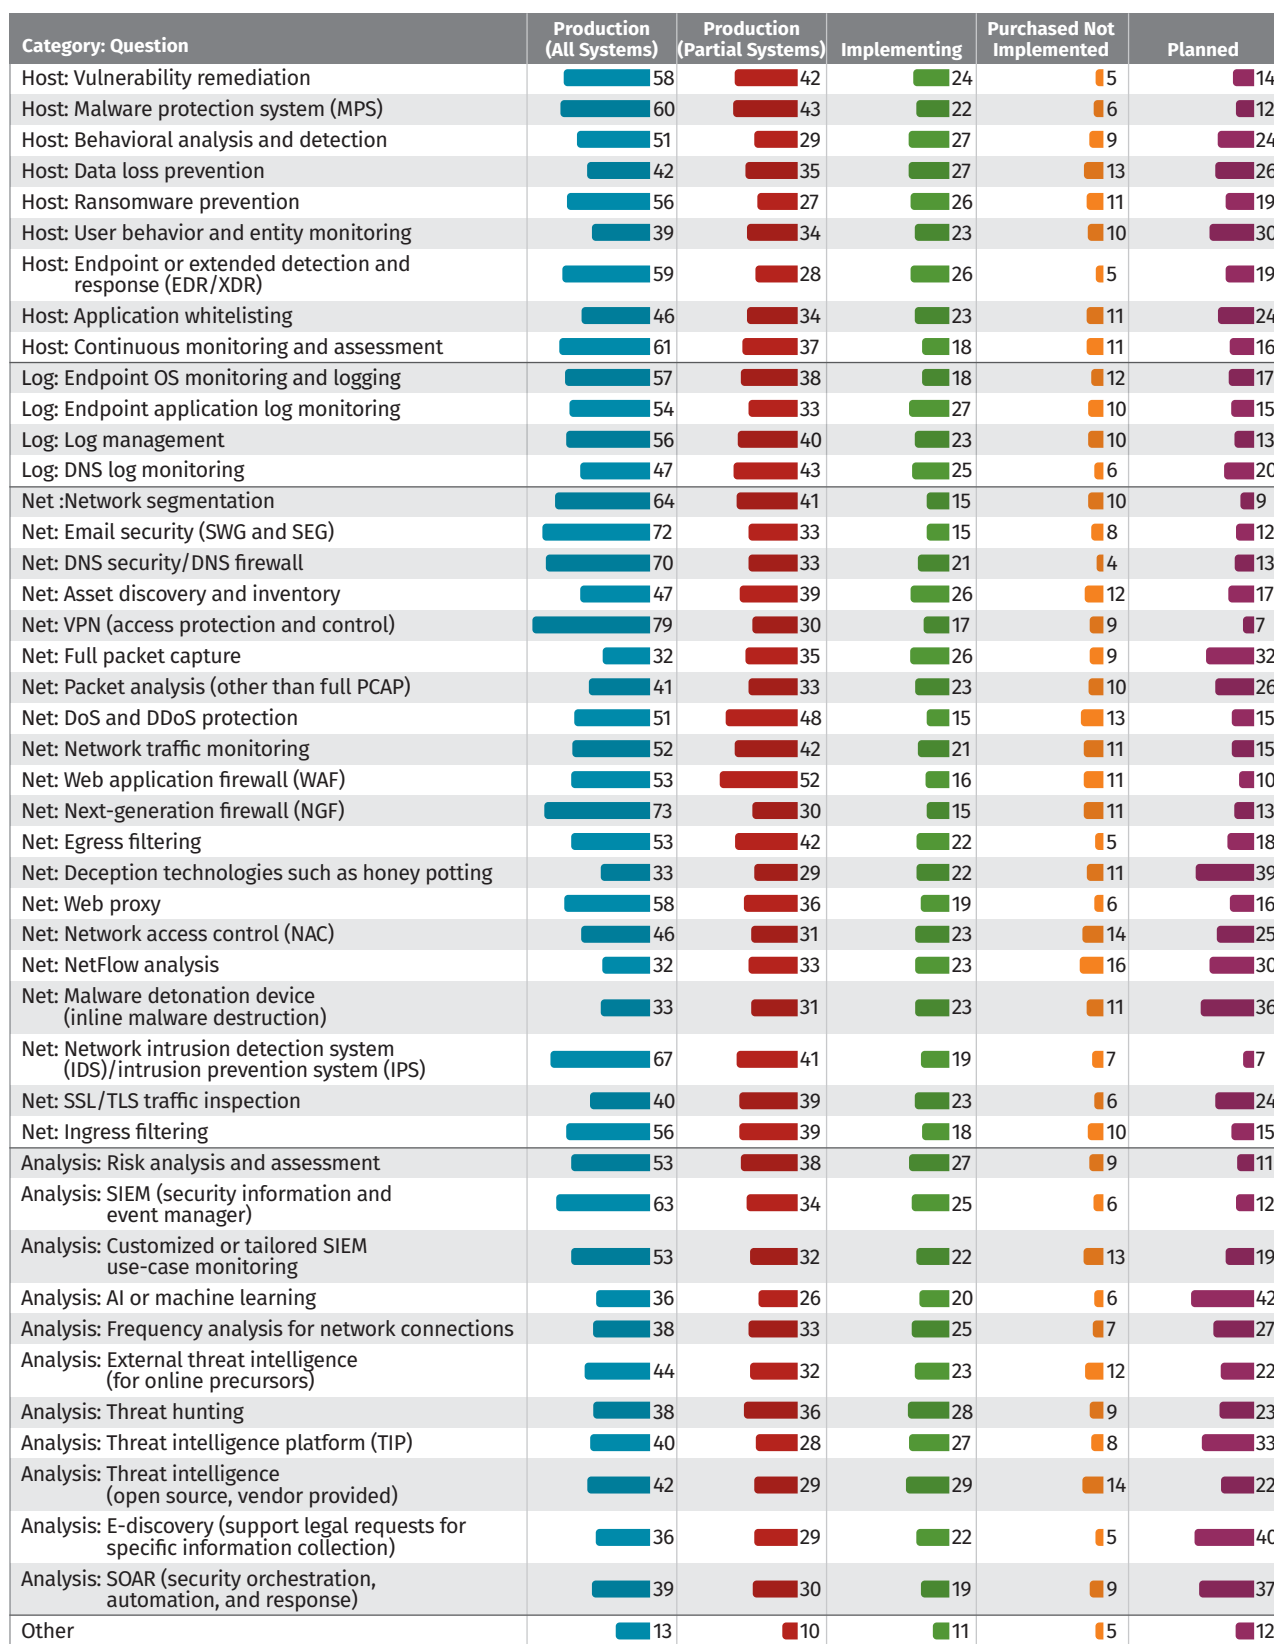 Category: Question Production (All Systems) Production (Partial Systems) Implementing Purchased Not Implemented Planned
Host: Vulnerability remediation 58 42 24 5 14
Host: Malware protection system (MPS) 60 43 22 6 12
Host: Behavioral analysis and detection 51 29 27 9 24
Host: Data loss prevention 42 35 27 13 26
Host: Ransomware prevention 56 27 26 11 19
Host: User behavior and entity monitoring 39 34 23 10 30
Host: Endpoint or extended detection and
response (EDR/XDR) 59 28 26 5 19
Host: Application whitelisting 46 34 23 11 24
Host: Continuous monitoring and assessment 61 37 18 11 16
Log: Endpoint OS monitoring and logging 57 38 18 12 17
Log: Endpoint application log monitoring 54 33 27 10 15
Log: Log management 56 40 23 10 13
Log: DNS log monitoring 47 43 25 6 20
Net :Network segmentation 64 41 15 10 9
Net: Email security (SWG and SEG) 72 33 15 8 12
Net: DNS security/DNS firewall 70 33 21 4 13
Net: Asset discovery and inventory 47 39 26 12 17
Net: VPN (access protection and control) 79 30 17 9 7
Net: Full packet capture 32 35 26 9 32
Net: Packet analysis (other than full PCAP) 41 33 23 10 26
Net: DoS and DDoS protection 51 48 15 13 15
Net: Network traffic monitoring 52 42 21 11 15
Net: Web application firewall (WAF) 53 52 16 11 10
Net: Next-generation firewall (NGF) 73 30 15 11 13
Net: Egress filtering 53 42 22 5 18
Net: Deception technologies such as honey potting 33 29 22 11 39
Net: Web proxy 58 36 19 6 16
Net: Network access control (NAC) 46 31 23 14 25
Net: NetFlow analysis 32 33 23 16 30
Net: Malware detonation device
(inline malware destruction) 33 31 23 11 36
Net: Network intrusion detection system
(IDS)/intrusion prevention system (IPS) 67 41 19 7 7
Net: SSL/TLS traffic inspection 40 39 23 6 24
Net: Ingress filtering 56 39 18 10 15
Analysis: Risk analysis and assessment 53 38 27 9 11
Analysis: SIEM (security information and
event manager) 63 34 25 6 12
Analysis: Customized or tailored SIEM
use-case monitoring 53 32 22 13 19
Analysis: AI or machine learning 36 26 20 6 42
Analysis: Frequency analysis for network connections 38 33 25 7 27
Analysis: External threat intelligence
(for online precursors) 44 32 23 12 22
Analysis: Threat hunting 38 36 28 9 23
Analysis: Threat intelligence platform (TIP) 40 28 27 8 33
Analysis: Threat intelligence
(open source, vendor provided) 42 29 29 14 22
Analysis: E-discovery (support legal requests for
specific information collection) 36 29 22 5 40
Analysis: SOAR (security orchestration,
automation, and response) 39 30 19 9 37
Other 13 10 11 5 12